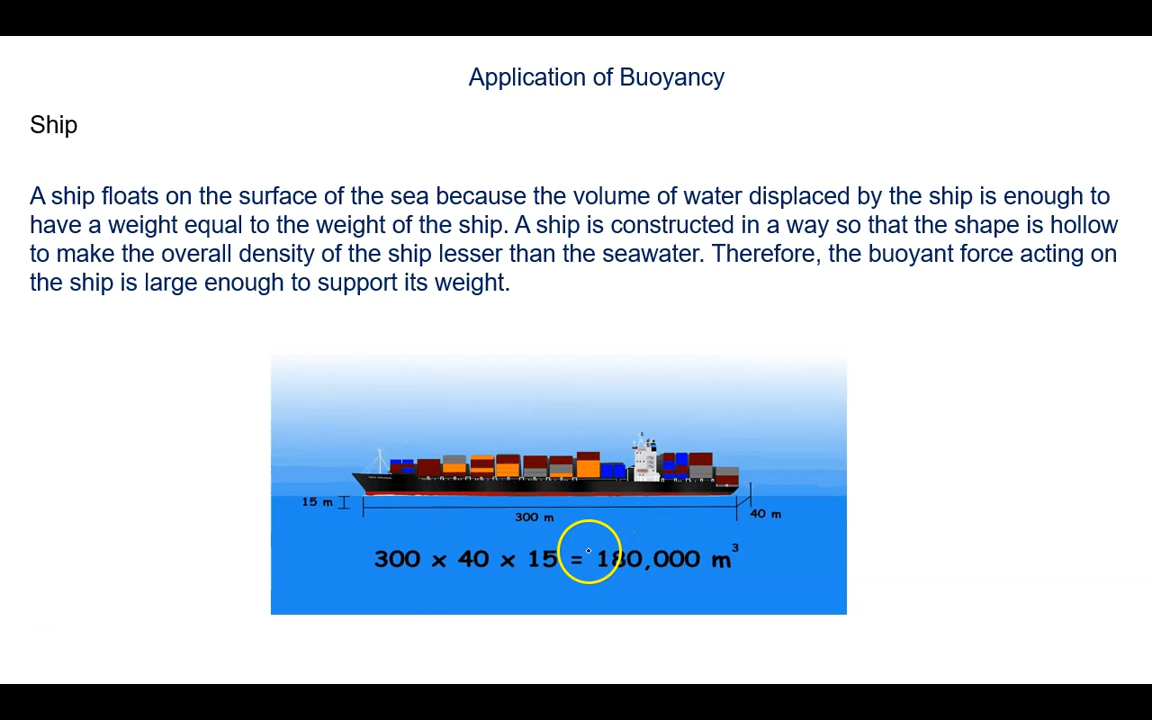 Application of Buoyancy
Ship
A ship floats on the surface of the sea because the volume of water displaced by the ship is enough to
have a weight equal to the weight of the ship. A ship is constructed in a way so that the shape is hollow
to make the overall density of the ship lesser than the seawater. Therefore, the buoyant force acting on
the ship is large enough to support its weight.
15 m
300 m
40 m
300 x 40 x 15 = 180,000 m³